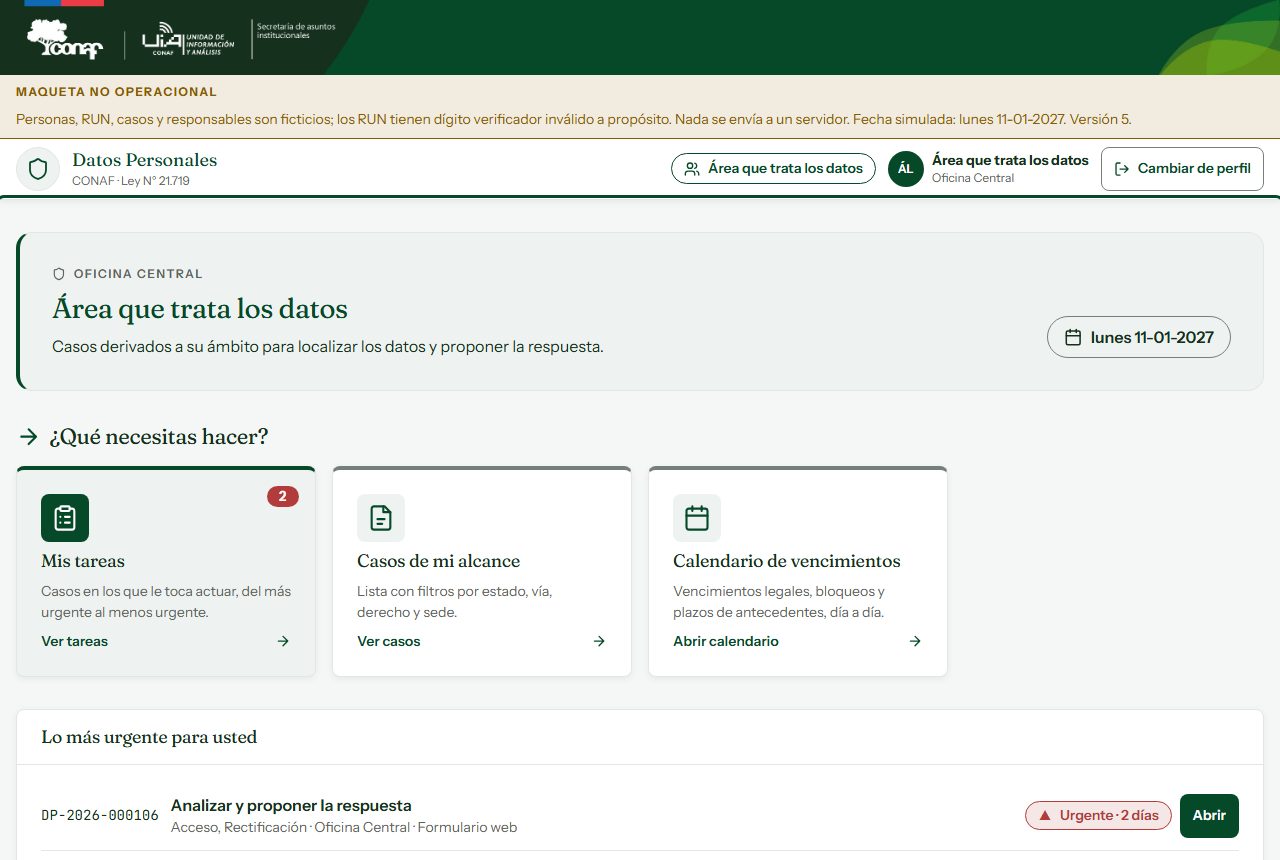 conaf
UiA
CONAF
UNIDAD DE
INFORMACIÓN
Y ANÁLISIS
Secretaría de asuntos
institucionales
MAQUETA NO OPERACIONAL
Personas, RUN, casos y responsables son ficticios; los RUN tienen dígito verificador inválido a propósito. Nada se envía a un servidor. Fecha simulada: lunes 11-01-2027. Versión 5.
Datos Personales
CONAF · Ley N° 21.719
Área que trata los datos
ÁL
Área que trata los datos
Oficina Central
Cambiar de perfil
OFICINA CENTRAL
Área que trata los datos
Casos derivados a su ámbito para localizar los datos y proponer la respuesta.
lunes 11-01-2027
¿Qué necesitas hacer?
2
Mis tareas
Casos en los que le toca actuar, del más
urgente al menos urgente.
Ver tareas
Casos de mi alcance
Lista con filtros por estado, vía,
derecho y sede.
Ver casos
Calendario de vencimientos
Vencimientos legales, bloqueos y
plazos de antecedentes, día a día.
Abrir calendario
Lo más urgente para usted
DP-2026-000106
Analizar y proponer la respuesta
Acceso, Rectificación · Oficina Central · Formulario web
Urgente · 2 días
Abrir